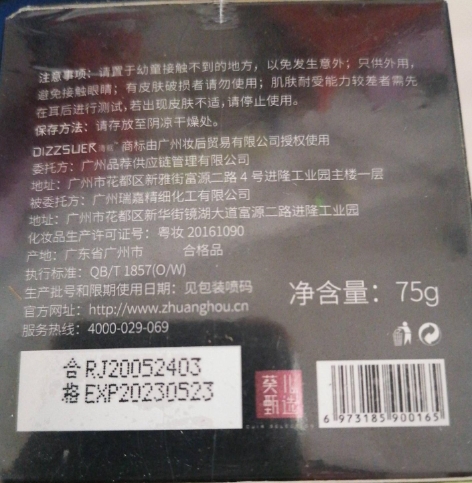 注意事项：请置于幼童接触不到的地方，以免发生意外；只供外用，
避免接触眼睛；有皮肤破损者请勿使用；肌肤耐受能力较差者需先
在耳后进行测试，若出现皮肤不适，请停止使用。
保存方法：请存放至阴凉干燥处。
DIZZSUER 商标由广州妆后贸易有限公司授权使用
委托方：广州品荐供应链管理有限公司
地址：广州市花都区新雅街富源二路4号进隆工业园主楼一层
被委托方：广州瑞嘉精细化工有限公司
地址：广州市花都区新华街镜湖大道富源二路进隆工业园
化妆品生产许可证号：粤妆 20161090
产地：广东省广州市 合格品
执行标准：QB/T 1857(O/W)
生产批号和限期使用日期：见包装喷码
净含量：75g
官方网址：http://www.zhuanghou.cn
服务热线：4000-029-069
合 RJ20052403
格 EXP20230523
6 973185 900165